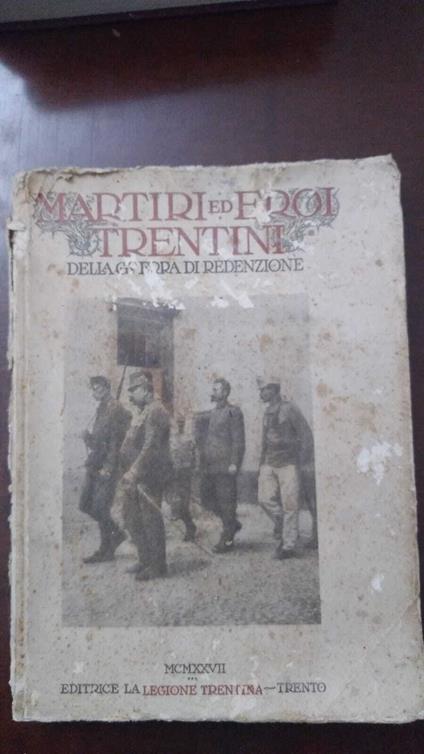 MARTIRI ED EROI
TRENTINI
DELLA GUERRA DI REDENZIONE
MCMXXVII
EDITRICE LA LEGIONE TRENTINA — TRENTO